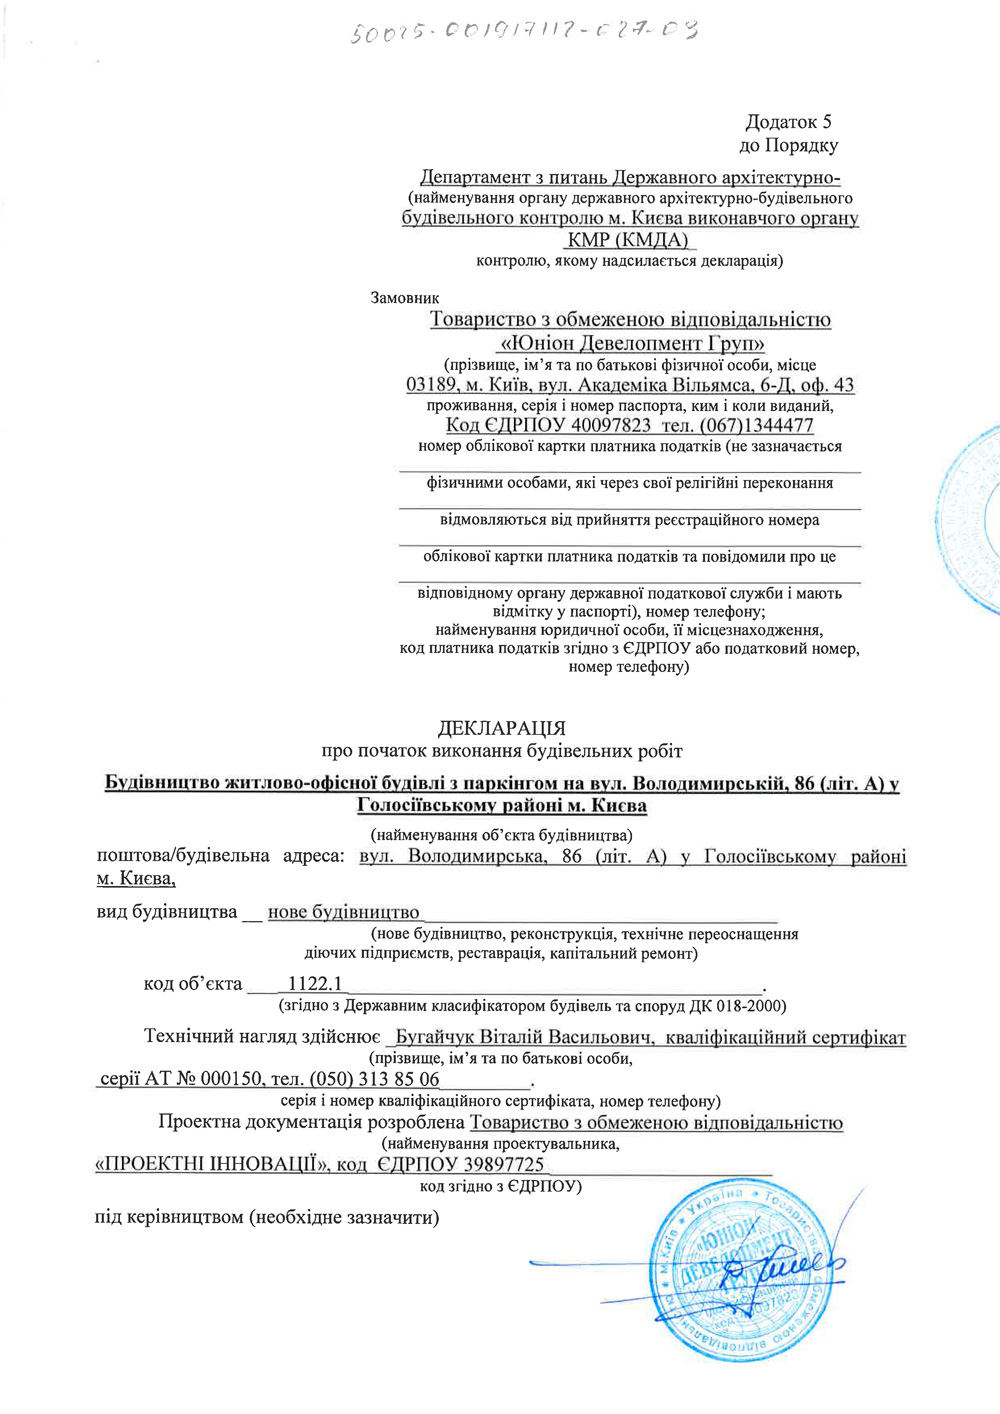 50025-001917117-027-03
Додаток 5
до Порядку
Департамент з питань Державного архітектурно-
(найменування органу державного архітектурно-будівельного
будівельного контролю м. Києва виконавчого органу
КМР (КМДА)
контролю, якому надсилається декларація)
Замовник
Товариство з обмеженою відповідальністю
«Юніон Девелопмент Груп»
(прізвище, ім’я та по батькові фізичної особи, місце
03189, м. Київ, вул. Академіка Вільямса, 6-Д, оф. 43
проживання, серія і номер паспорта, ким і коли виданий,
Код ЄДРПОУ 40097823 тел. (067)1344477
номер облікової картки платника податків (не зазначається
фізичними особами, які через свої релігійні переконання
відмовляються від прийняття реєстраційного номера
облікової картки платника податків та повідомили про це
відповідному органу державної податкової служби і мають
відмітку у паспорті), номер телефону;
найменування юридичної особи, її місцезнаходження,
код платника податків згідно з ЄДРПОУ або податковий номер,
номер телефону)
ДЕКЛАРАЦІЯ
про початок виконання будівельних робіт
Будівництво житлово-офісної будівлі з паркінгом на вул. Володимирській, 86 (літ. А) у
Голосіївському районі м. Києва
(найменування об’єкта будівництва)
поштова/будівельна адреса: вул. Володимирська, 86 (літ. А) у Голосіївському районі
м. Києва,
вид будівництва __ нове будівництво
(нове будівництво, реконструкція, технічне переоснащення
діючих підприємств, реставрація, капітальний ремонт)
код об’єкта ____1122.1____.
(згідно з Державним класифікатором будівель та споруд ДК 018-2000)
Технічний нагляд здійснює _Бугайчук Віталій Васильович, кваліфікаційний сертифікат
(прізвище, ім’я та по батькові особи,
серії АТ № 000150, тел. (050) 313 85 06_________.
серія і номер кваліфікаційного сертифіката, номер телефону)
Проектна документація розроблена Товариство з обмеженою відповідальністю
(найменування проектувальника,
«ПРОЕКТНІ ІННОВАЦІЇ», код ЄДРПОУ 39897725
код згідно з ЄДРПОУ)
під керівництвом (необхідне зазначити)
м.Київ * Україна * Товариство з обмеженою відповідальністю
«ЮНІОН
ДЕВЕЛОПМЕНТ
ГРУП»